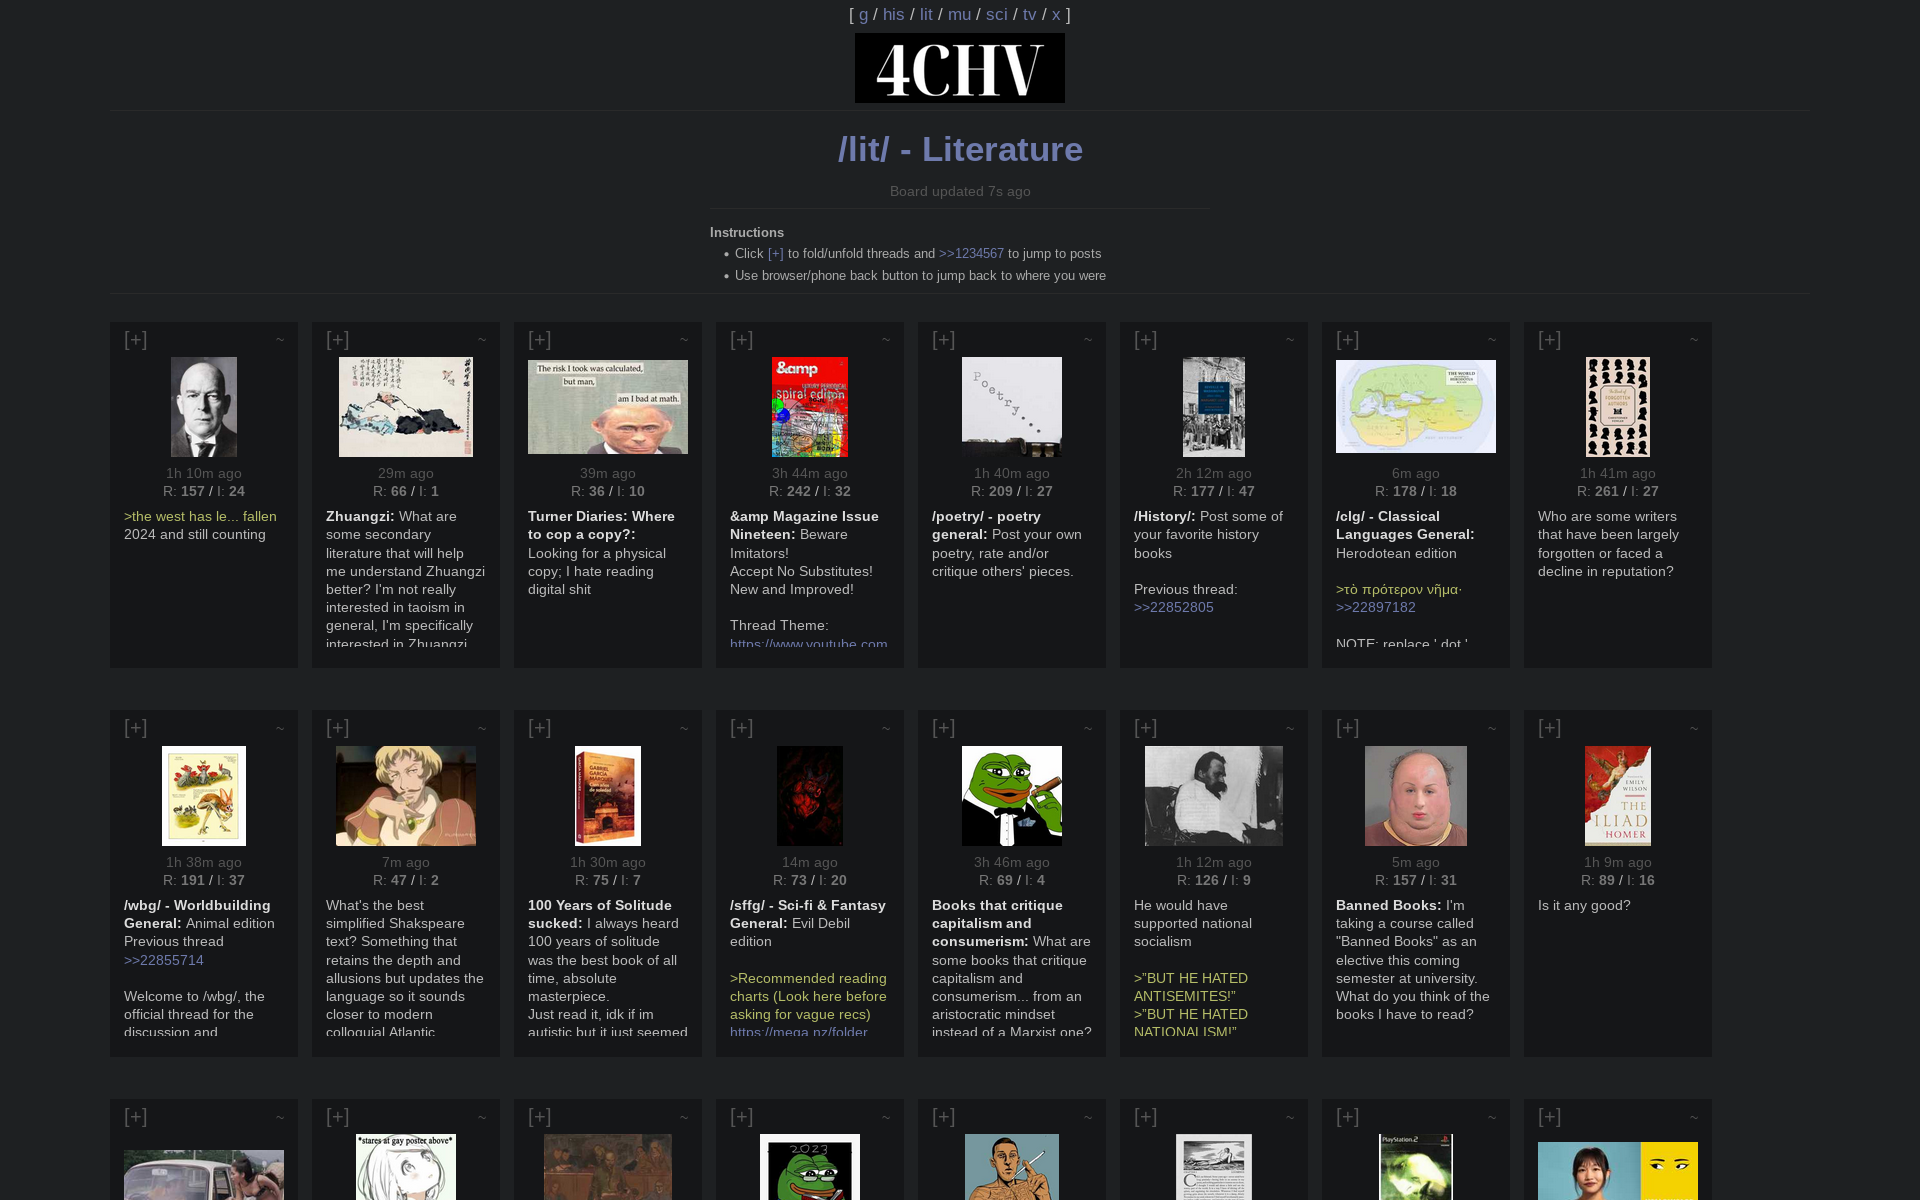 [ g / his / lit / mu / sci / tv / x ]
4CHV
/lit/ - Literature
Board updated 7s ago
Instructions
Click [+] to fold/unfold threads and >>1234567 to jump to posts
Use browser/phone back button to jump back to where you were
[+] ~
1h 10m ago
R: 157 / I: 24
>the west has le... fallen
2024 and still counting
[+] ~
29m ago
R: 66 / I: 1
Zhuangzi: What are
some secondary
literature that will help
me understand Zhuangzi
better? I'm not really
interested in taoism in
general, I'm specifically
interested in Zhuangzi
[+] ~
The risk I took was calculated,
but man,
am I bad at math.
39m ago
R: 36 / I: 10
Turner Diaries: Where
to cop a copy?:
Looking for a physical
copy; I hate reading
digital shit
[+] ~
&amp
spiral edition
3h 44m ago
R: 242 / I: 32
&amp Magazine Issue
Nineteen: Beware
Imitators!
Accept No Substitutes!
New and Improved!
Thread Theme:
https://www.youtube.com
[+] ~
Poetry...
1h 40m ago
R: 209 / I: 27
/poetry/ - poetry
general: Post your own
poetry, rate and/or
critique others' pieces.
[+] ~
2h 12m ago
R: 177 / I: 47
/History/: Post some of
your favorite history
books
Previous thread:
>>22852805
[+] ~
THE WORLD
6m ago
R: 178 / I: 18
/clg/ - Classical
Languages General:
Herodotean edition
>τὸ πρότερον νῆμα·
>>22897182
NOTE: replace ' dot '
[+] ~
FORGOTTEN
AUTHORS
1h 41m ago
R: 261 / I: 27
Who are some writers
that have been largely
forgotten or faced a
decline in reputation?
[+] ~
1h 38m ago
R: 191 / I: 37
/wbg/ - Worldbuilding
General: Animal edition
Previous thread
>>22855714
Welcome to /wbg/, the
official thread for the
discussion and
[+] ~
7m ago
R: 47 / I: 2
What's the best
simplified Shakspeare
text? Something that
retains the depth and
allusions but updates the
language so it sounds
closer to modern
colloquial Atlantic
[+] ~
GABRIEL
GARCÍA
MÁRQUEZ
Cien años
de soledad
1h 30m ago
R: 75 / I: 7
100 Years of Solitude
sucked: I always heard
100 years of solitude
was the best book of all
time, absolute
masterpiece.
Just read it, idk if im
autistic but it just seemed
[+] ~
14m ago
R: 73 / I: 20
/sffg/ - Sci-fi & Fantasy
General: Evil Debil
edition
>Recommended reading
charts (Look here before
asking for vague recs)
https://mega.nz/folder
[+] ~
3h 46m ago
R: 69 / I: 4
Books that critique
capitalism and
consumerism: What are
some books that critique
capitalism and
consumerism... from an
aristocratic mindset
instead of a Marxist one?
[+] ~
1h 12m ago
R: 126 / I: 9
He would have
supported national
socialism
>”BUT HE HATED
ANTISEMITES!”
>”BUT HE HATED
NATIONALISM!”
[+] ~
5m ago
R: 157 / I: 31
Banned Books: I'm
taking a course called
"Banned Books" as an
elective this coming
semester at university.
What do you think of the
books I have to read?
[+] ~
EMILY
WILSON
THE
ILIAD
HOMER
1h 9m ago
R: 89 / I: 16
Is it any good?
[+] ~
[+] ~
*stares at gay poster above*
[+] ~
[+] ~
2023
[+] ~
[+] ~
[+] ~
PlayStation 2
[+] ~